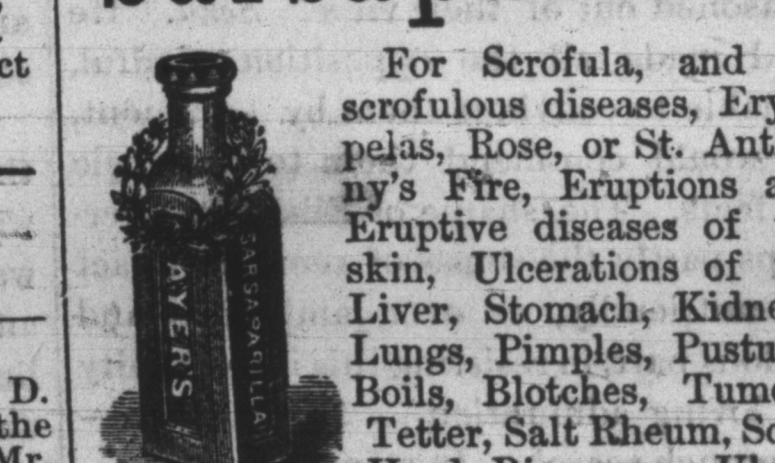 ct
D.
the
Mr.
AYER'S
SARSAPARILLA
For Scrofula, and
scrofulous diseases, Ery
pelas, Rose, or St. Ant
ny's Fire, Eruptions a
Eruptive diseases of
skin, Ulcerations of
Liver, Stomach, Kidne
Lungs, Pimples, Pustu
Boils, Blotches, Tumo
Tetter, Salt Rheum, Sc